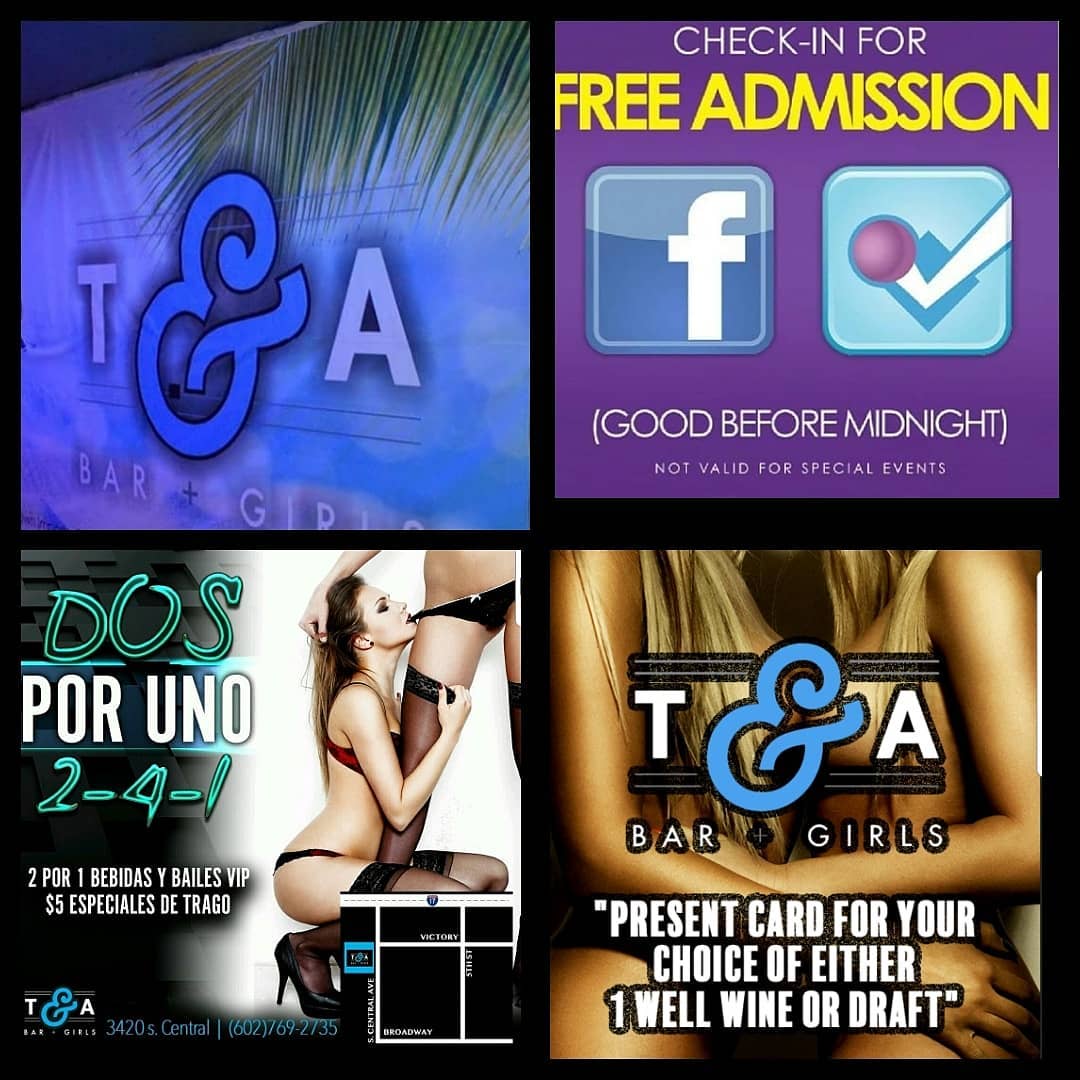 T & A
BAR + GIRLS
CHECK-IN FOR
FREE ADMISSION
(GOOD BEFORE MIDNIGHT)
NOT VALID FOR SPECIAL EVENTS
DOS
POR UNO
2-4-1
2 POR 1 BEBIDAS Y BAILES VIP
$5 ESPECIALES DE TRAGO
T & A
BAR + GIRLS
3420 s. Central | (602)769-2735
17
VICTORY
5TH ST
S. CENTRAL AVE
BROADWAY
T & A
BAR + GIRLS
"PRESENT CARD FOR YOUR
CHOICE OF EITHER
1 WELL WINE OR DRAFT"